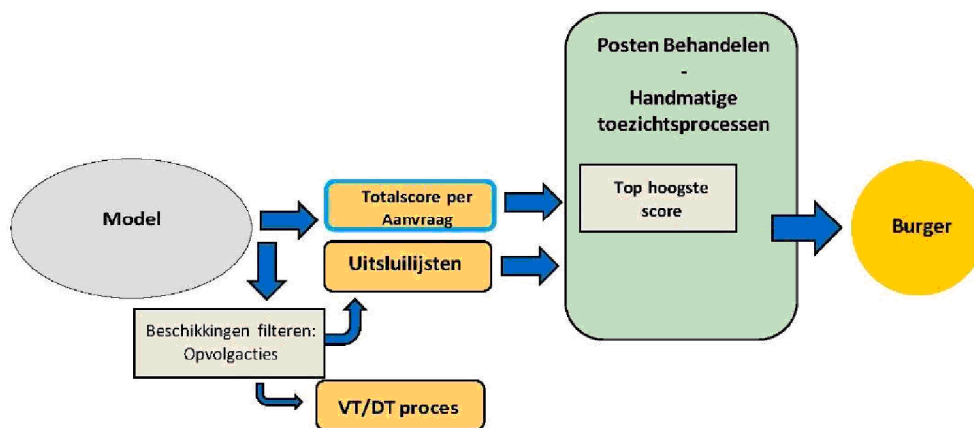 Posten Behandelen
-
Handmatige
toezichtsprocessen
Model
Totalscore per
Aanvraag
Top hoogste
score
Burger
Uitsluilijsten
Beschikkingen filteren:
Opvolgacties
VT/DT proces